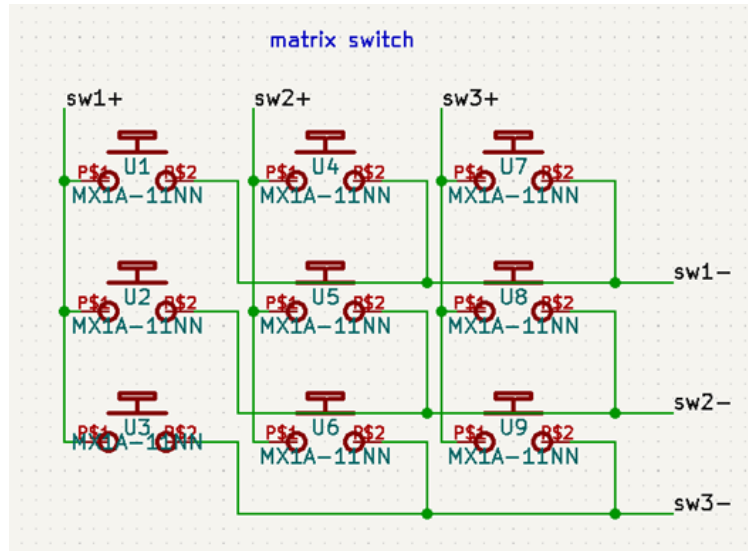 matrix switch
sw1+ sw2+ sw3+
U1 U4 U7
P$1 P$2 P$1 P$2 P$1 P$2
MX1A-11NN MX1A-11NN MX1A-11NN
sw1-
U2 U5 U8
P$1 P$2 P$1 P$2 P$1 P$2
MX1A-11NN MX1A-11NN MX1A-11NN
sw2-
U3 U6 U9
P$1 P$2 P$1 P$2 P$1 P$2
MX1A-11NN MX1A-11NN MX1A-11NN
sw3-